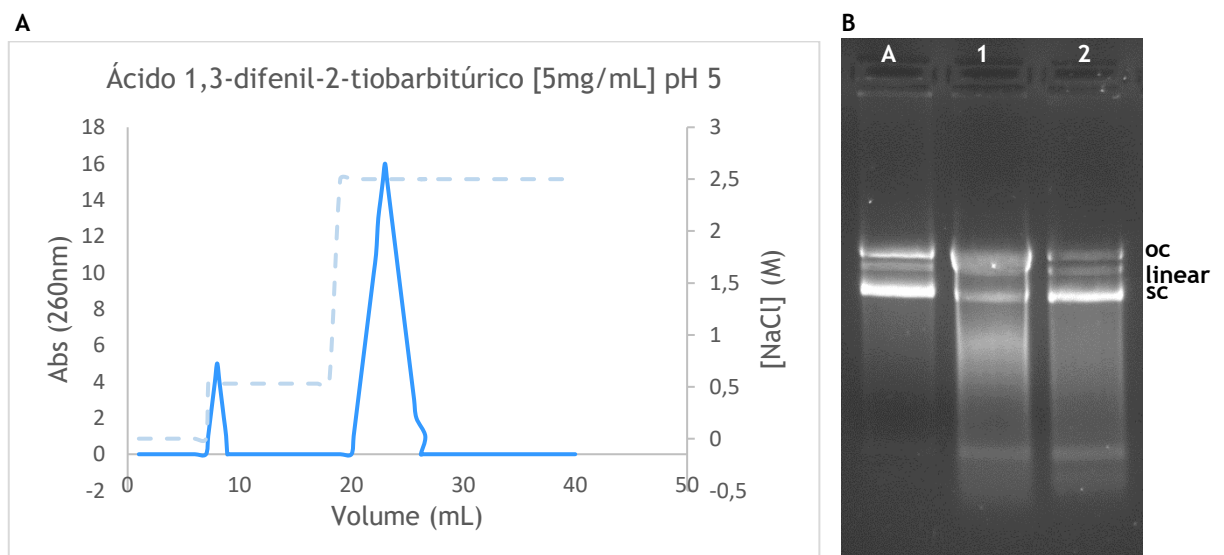 A
Ácido 1,3-difenil-2-tiobarbitúrico [5mg/mL] pH 5
Abs (260nm)
18
16
14
12
10
8
6
4
2
0
-2
0
10
20
30
40
50
Volume (mL)
3
2,5
2
1,5
1
0,5
0
-0,5
[NaCl] (M)
B
A 1 2
oc
linear
sc